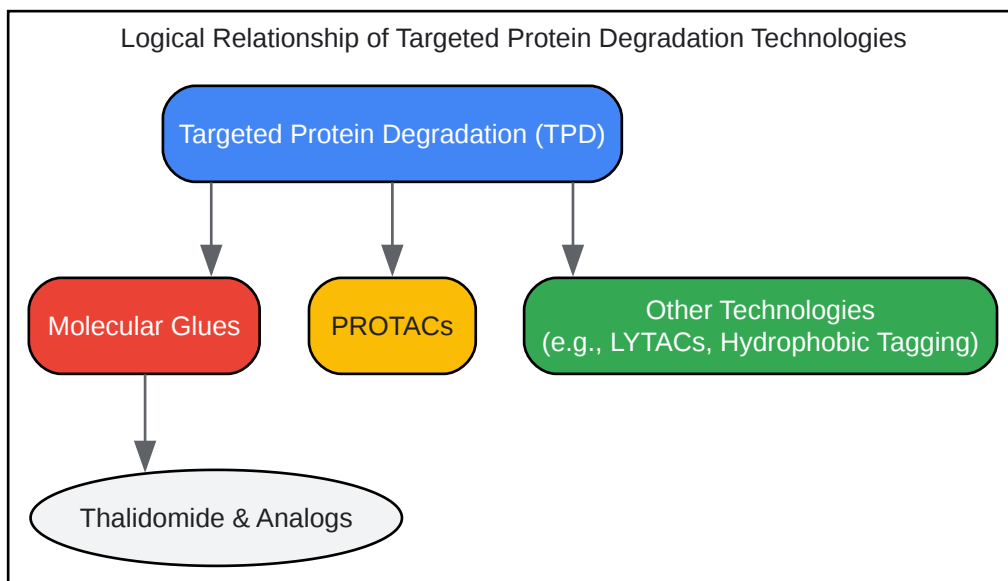 Logical Relationship of Targeted Protein Degradation Technologies
Targeted Protein Degradation (TPD)
Molecular Glues
PROTACs
Other Technologies
(e.g., LYTACs, Hydrophobic Tagging)
Thalidomide & Analogs